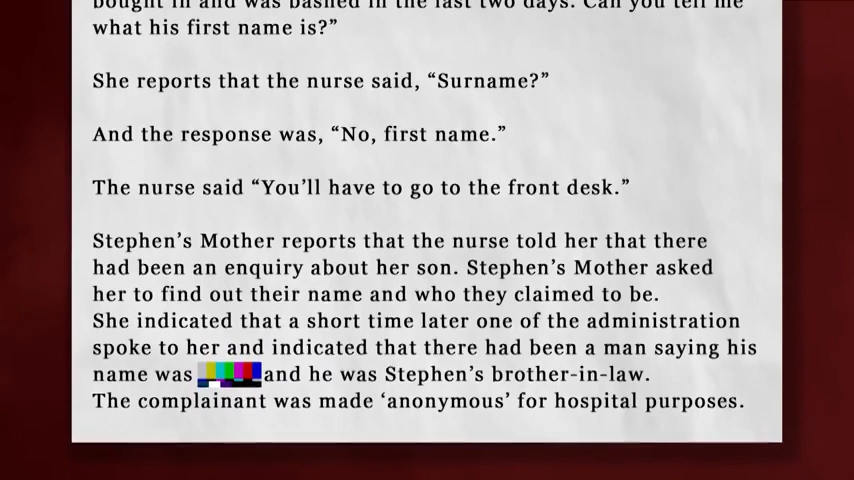 bought in and was bashed in the last two days. Can you tell me
what his first name is?”
She reports that the nurse said, “Surname?”
And the response was, “No, first name.”
The nurse said “You’ll have to go to the front desk.”
Stephen’s Mother reports that the nurse told her that there
had been an enquiry about her son. Stephen’s Mother asked
her to find out their name and who they claimed to be.
She indicated that a short time later one of the administration
spoke to her and indicated that there had been a man saying his
name was and he was Stephen’s brother-in-law.
The complainant was made ‘anonymous’ for hospital purposes.